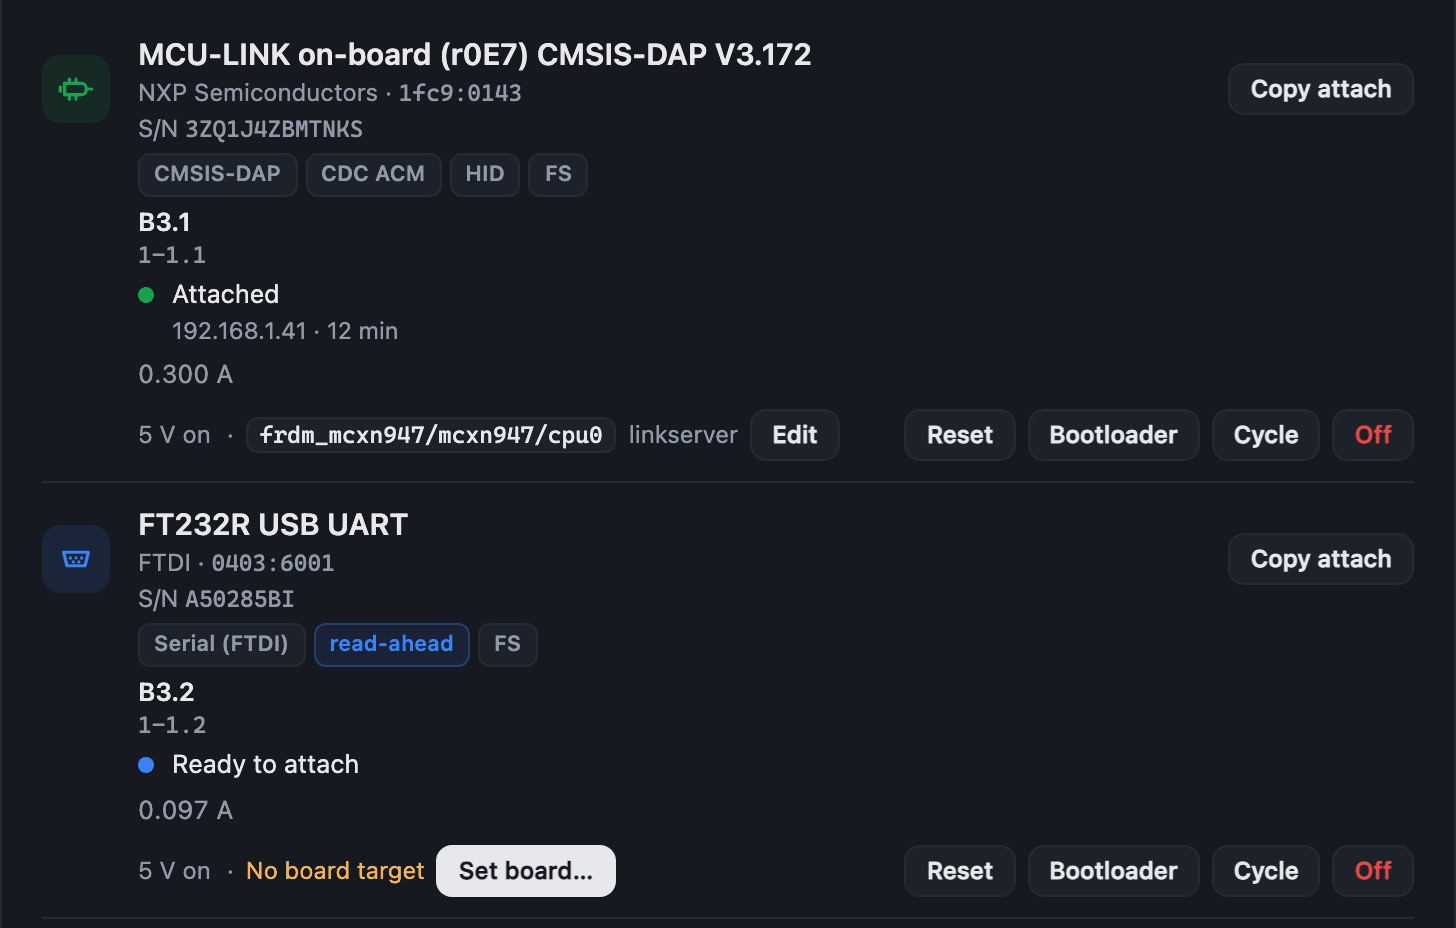 MCU-LINK on-board (r0E7) CMSIS-DAP V3.172
NXP Semiconductors · 1fc9:0143
Copy attach
S/N 3ZQ1J4ZBMTNKS
CMSIS-DAP CDC ACM HID FS
B3.1
1-1.1
Attached
192.168.1.41 · 12 min
0.300 A
5 V on · frdm_mcxn947/mcxn947/cpu0 linkserver Edit Reset Bootloader Cycle Off
FT232R USB UART
FTDI · 0403:6001
Copy attach
S/N A50285BI
Serial (FTDI) read-ahead FS
B3.2
1-1.2
Ready to attach
0.097 A
5 V on · No board target Set board... Reset Bootloader Cycle Off